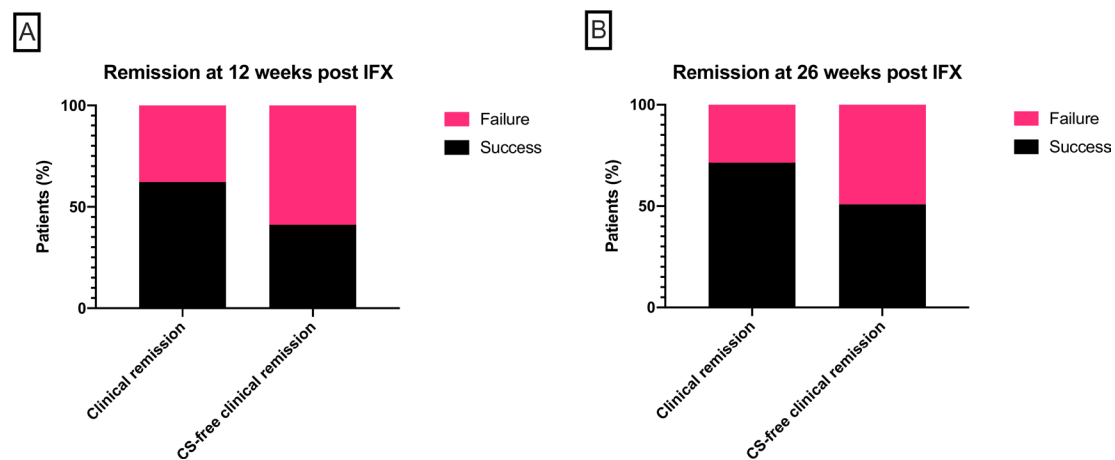 A
Remission at 12 weeks post IFX
Patients (%)
100
50
0
Clinical remission
CS-free clinical remission
Failure
Success
B
Remission at 26 weeks post IFX
Patients (%)
100
50
0
Clinical remission
CS-free clinical remission
Failure
Success